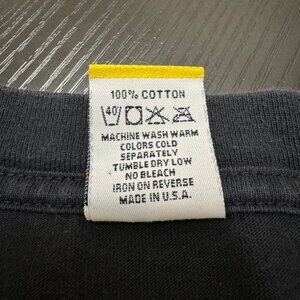 100% COTTON
40
MACHINE WASH WARM
COLORS COLD
SEPARATELY
TUMBLE DRY LOW
NO BLEACH
IRON ON REVERSE
MADE IN U.S.A.